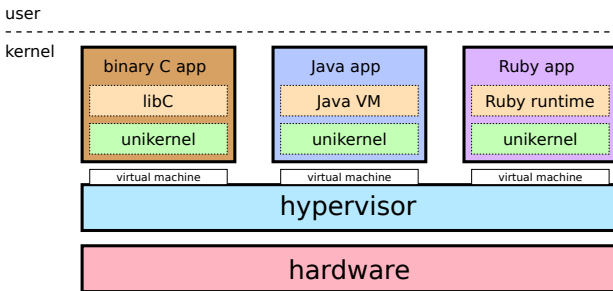 user
kernel
binary C app
libC
unikernel
Java app
Java VM
unikernel
Ruby app
Ruby runtime
unikernel
virtual machine
virtual machine
virtual machine
hypervisor
hardware